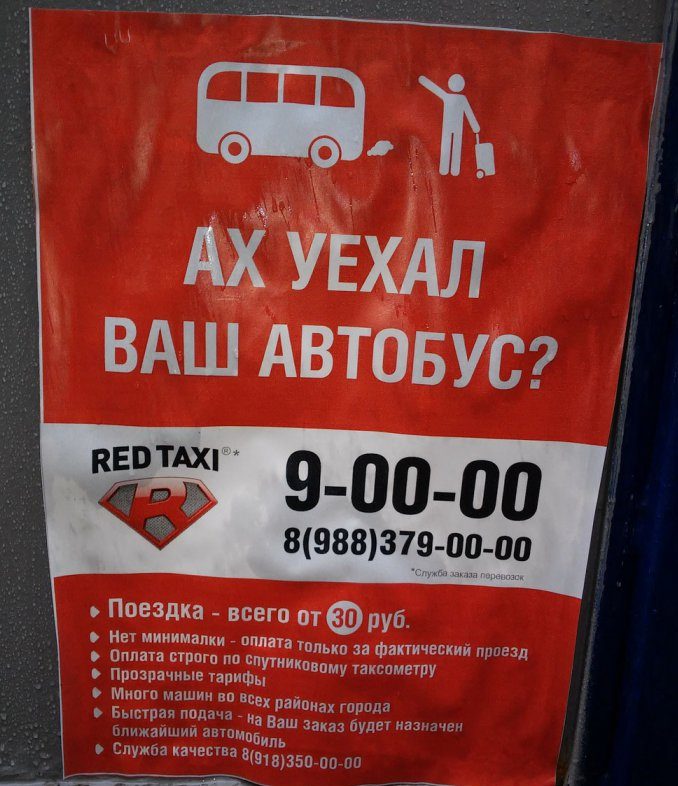 АХ УЕХАЛ
ВАШ АВТОБУС?
RED TAXI®*
R
9-00-00
8(988)379-00-00
*Служба заказа перевозок
Поездка - всего от 30 руб.
Нет минималки - оплата только за фактический проезд
Оплата строго по спутниковому таксометру
Прозрачные тарифы
Много машин во всех районах города
Быстрая подача - на Ваш заказ будет назначен
ближайший автомобиль
Служба качества 8(918)350-00-00